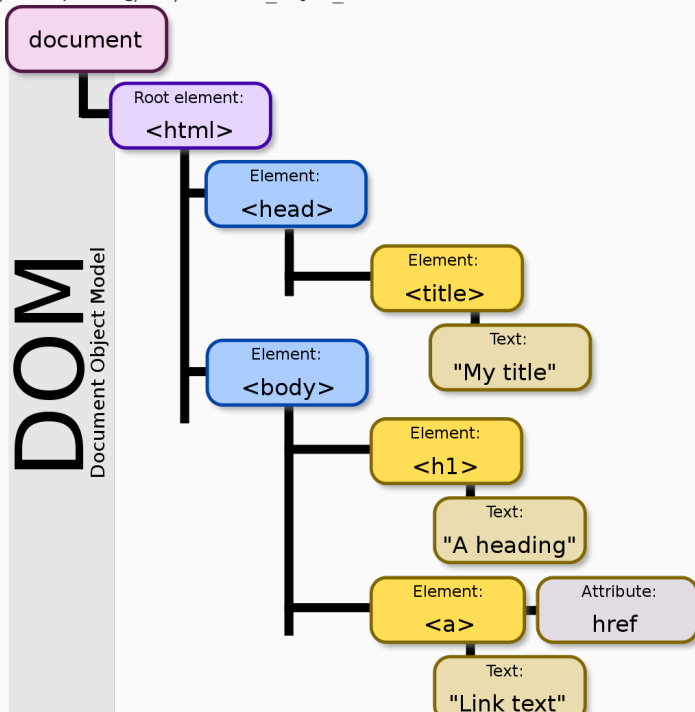 document
Root element:
<html>
Element:
<head>
Element:
<title>
Text:
"My title"
Element:
<body>
Element:
<h1>
Text:
"A heading"
Element:
<a>
Attribute:
href
Text:
"Link text"
DOM
Document Object Model